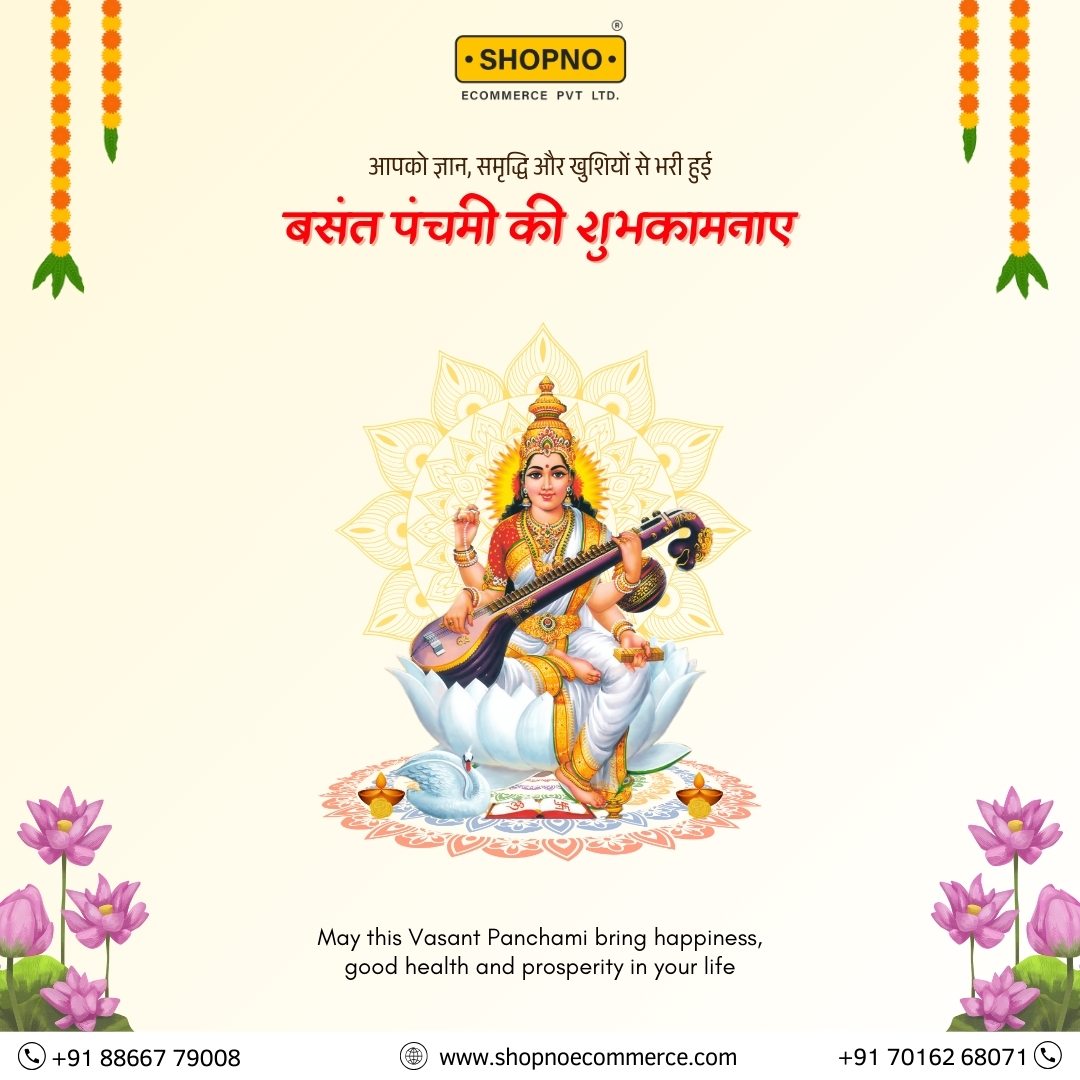 ®
• SHOPNO •
ECOMMERCE PVT LTD.
आपको ज्ञान, समृद्धि और खुशियों से भरी हुई
बसंत पंचमी की शुभकामनाए
ॐ 卐
May this Vasant Panchami bring happiness,
good health and prosperity in your life
+91 88667 79008 www.shopnoecommerce.com +91 70162 68071